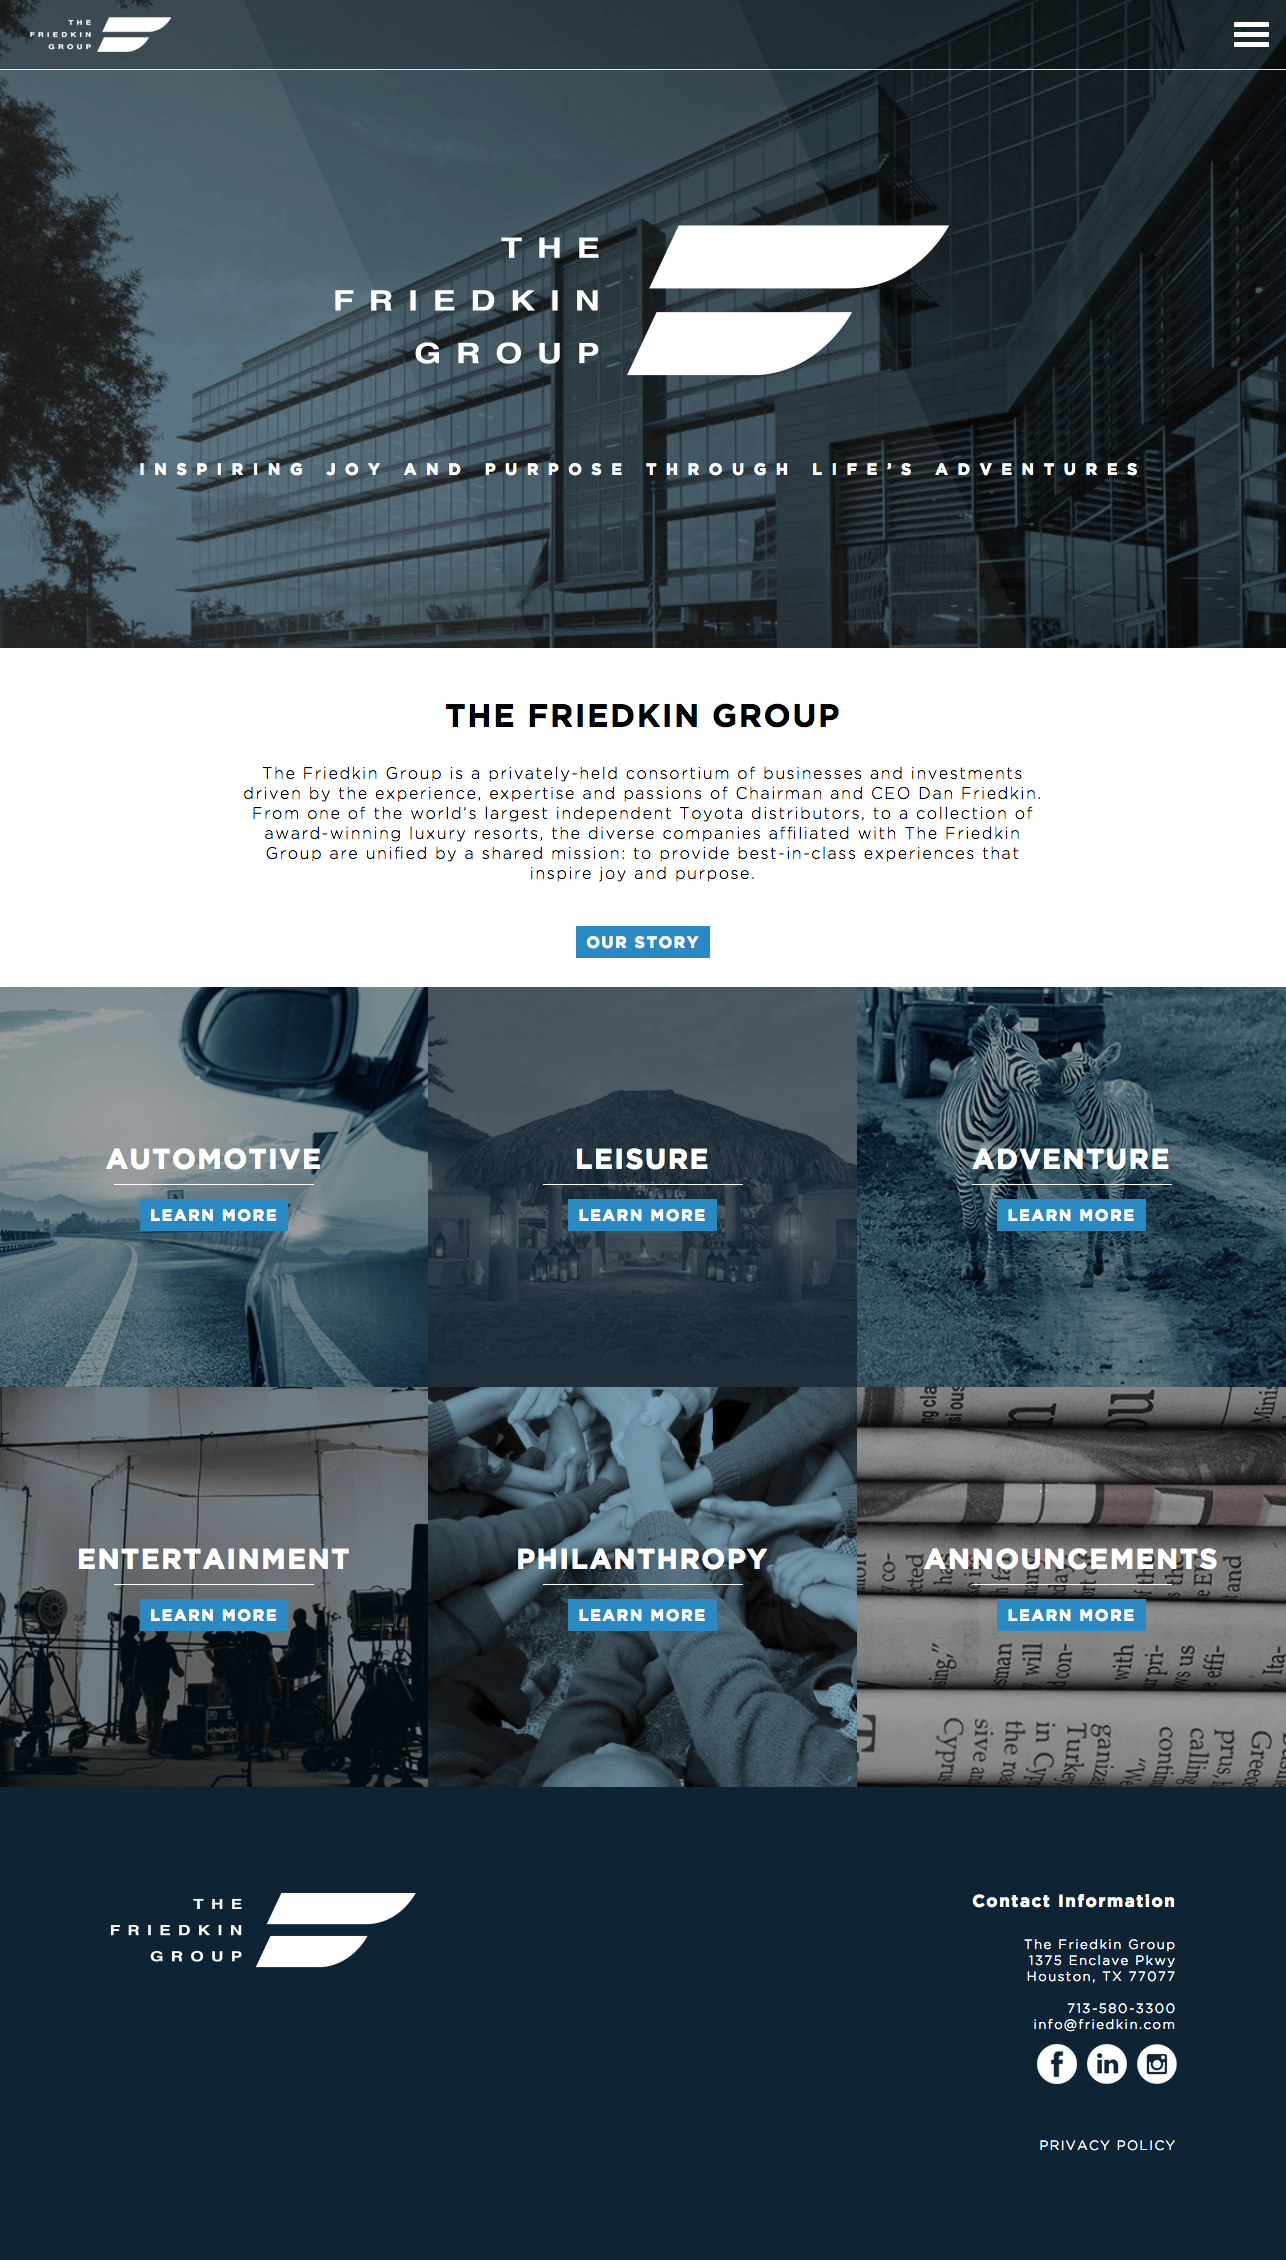 THE
FRIEDKIN
GROUP
THE
FRIEDKIN
GROUP
INSPIRING JOY AND PURPOSE THROUGH LIFE'S ADVENTURES
THE FRIEDKIN GROUP
The Friedkin Group is a privately-held consortium of businesses and investments
driven by the experience, expertise and passions of Chairman and CEO Dan Friedkin.
From one of the world's largest independent Toyota distributors, to a collection of
award-winning luxury resorts, the diverse companies affiliated with The Friedkin
Group are unified by a shared mission: to provide best-in-class experiences that
inspire joy and purpose.
OUR STORY
AUTOMOTIVE
LEARN MORE
LEISURE
LEARN MORE
ADVENTURE
LEARN MORE
ENTERTAINMENT
LEARN MORE
PHILANTHROPY
LEARN MORE
ANNOUNCEMENTS
LEARN MORE
THE
FRIEDKIN
GROUP
Contact Information
The Friedkin Group
1375 Enclave Pkwy
Houston, TX 77077
713-580-3300
info@friedkin.com
PRIVACY POLICY